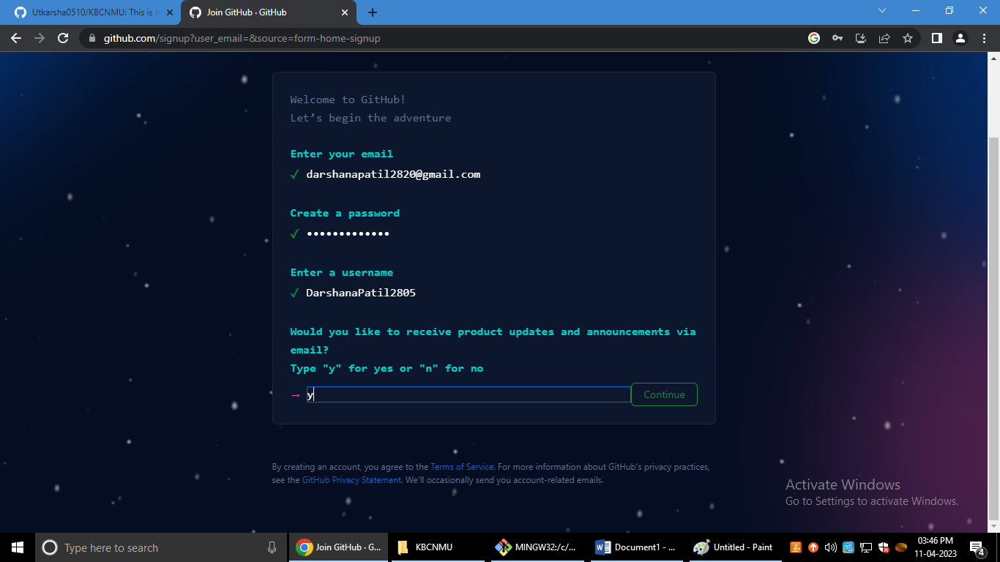 Utkarsha0510/KBCNMU: This is
Join GitHub · GitHub
github.com/signup?user_email=&source=form-home-signup
Welcome to GitHub!
Let’s begin the adventure
Enter your email
✓ darshanapatil2820@gmail.com
Create a password
✓ •••••••••••••
Enter a username
✓ DarshanaPatil2805
Would you like to receive product updates and announcements via
email?
Type "y" for yes or "n" for no
→ y
Continue
By creating an account, you agree to the Terms of Service. For more information about GitHub's privacy practices,
see the GitHub Privacy Statement. We'll occasionally send you account-related emails.
Activate Windows
Go to Settings to activate Windows.
Type here to search
Join GitHub · G...
KBCNMU
MINGW32:/c/...
Document1 - ...
Untitled - Paint
03:46 PM
11-04-2023
4